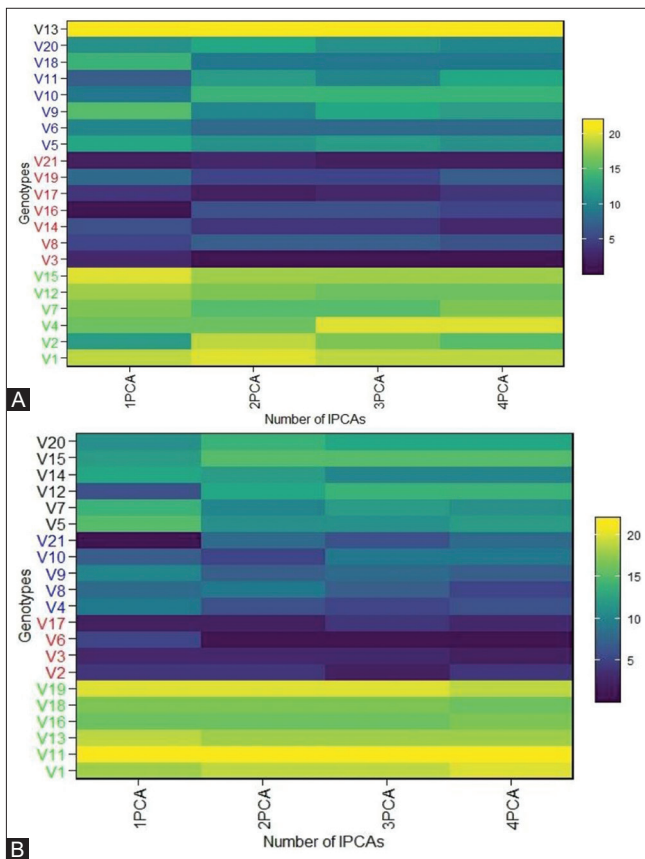 V13
V20
V18
V11
V10
V9
V6
V5
V21
V19
V17
V16
V14
V8
V3
V15
V12
V7
V4
V2
V1
Genotypes
20
15
10
5
1PCA
2PCA
3PCA
4PCA
Number of IPCAs
A
V20
V15
V14
V12
V7
V5
V21
V10
V9
V8
V4
V17
V6
V3
V2
V19
V18
V16
V13
V11
V1
Genotypes
20
15
10
5
1PCA
2PCA
3PCA
4PCA
Number of IPCAs
B